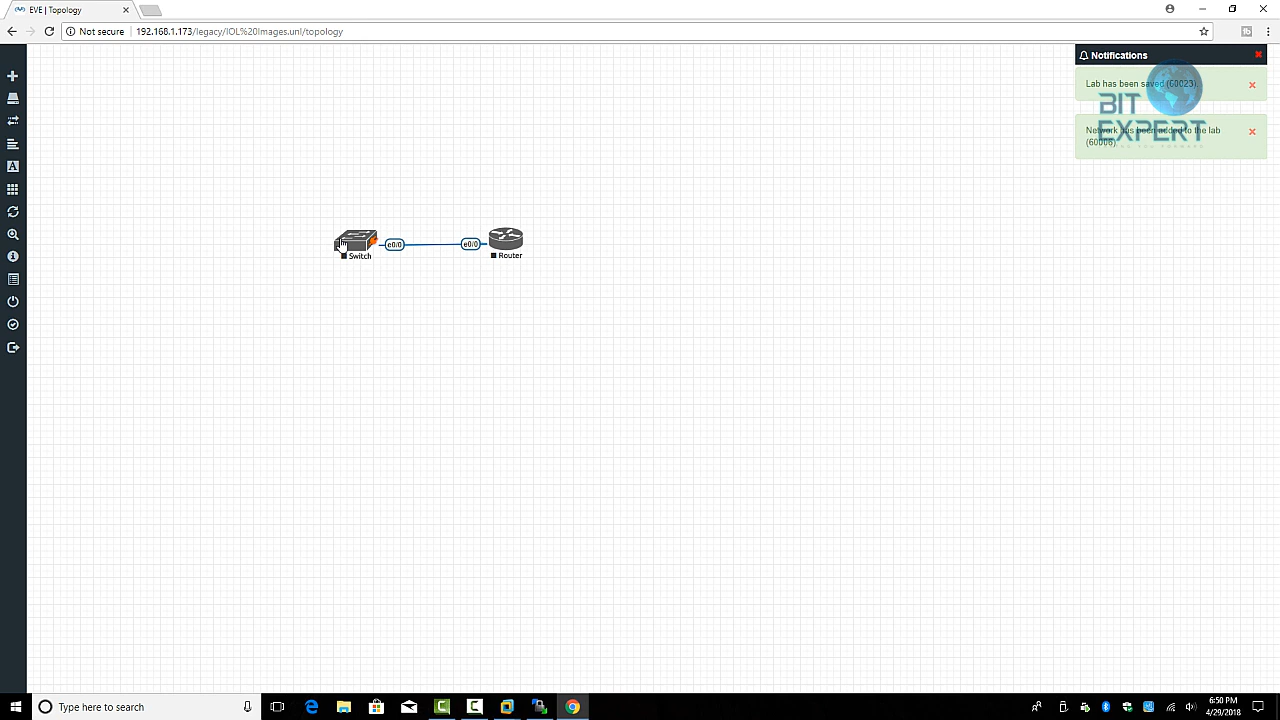 EVE | Topology
Not secure
192.168.1.173/legacy/IOL%20Images.unl/topology
Notifications
Lab has been saved (60023).
BIT
EXPERT
Network has been added to the lab
(60006).
e0/0
e0/0
Switch
Router
Type here to search
6:50 PM
4/29/2018